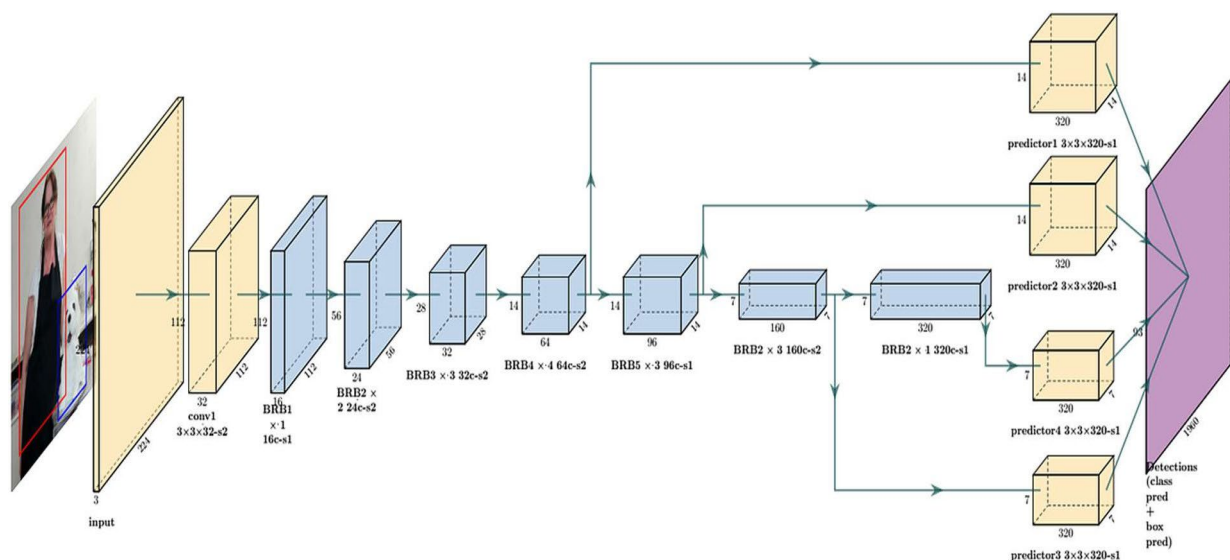 224
3
224
input
112
32
112
conv1
3×3×32-s2
112
16
112
BRB1
×·1
16c-s1
56
24
56
BRB2 ×
2 24c-s2
28
32
28
BRB3 ×·3 32c-s2
14
64
14
BRB4 ×·4 64c-s2
14
96
14
BRB5 ×·3 96c-s1
7
160
7
BRB2 × 3 160c-s2
320
7
BRB2 × 1 320c-s1
14
320
14
predictor1 3×3×320-s1
14
320
14
predictor2 3×3×320-s1
7
320
7
predictor4 3×3×320-s1
7
320
7
predictor3 3×3×320-s1
93
1960
Detections
(class
pred
+
box
pred)